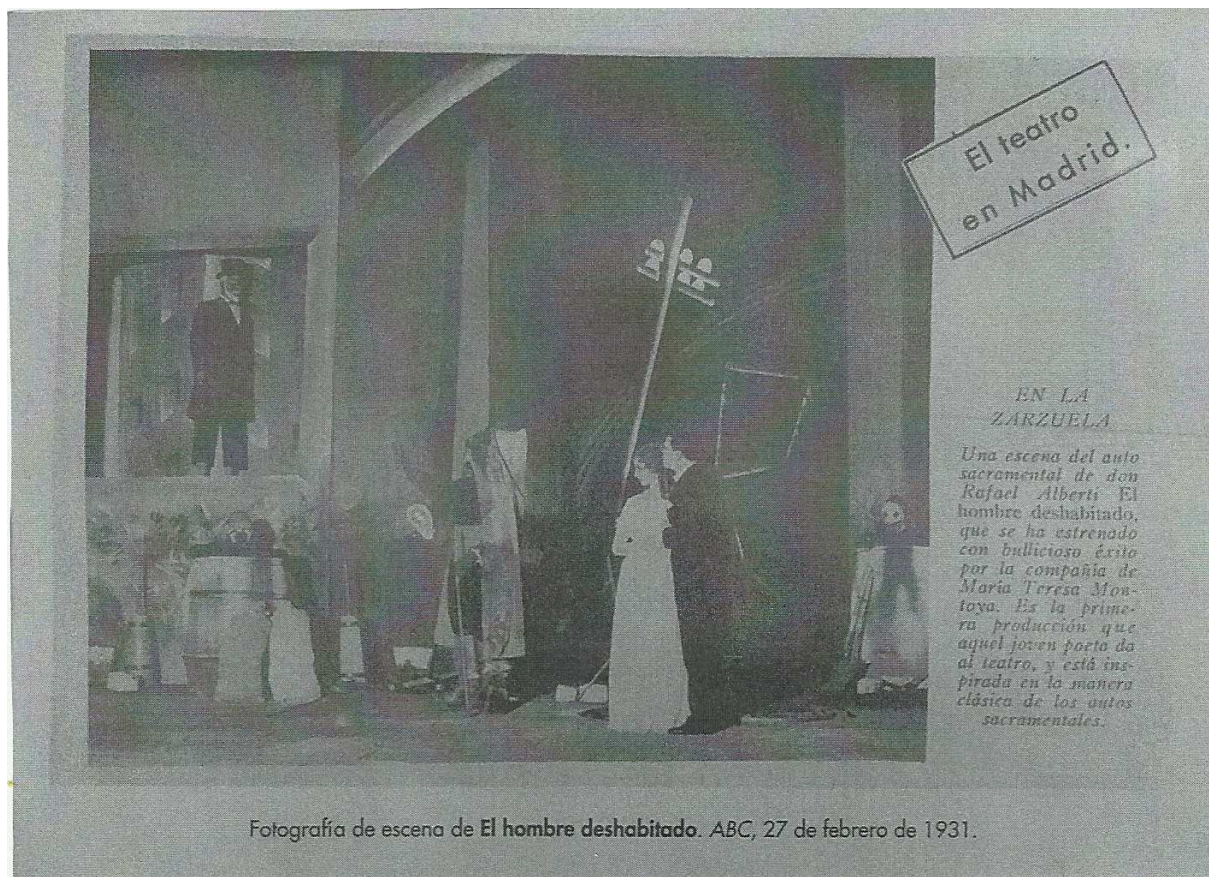 El teatro
en Madrid.
EN LA
ZARZUELA
Una escena del auto
sacramental de don
Rafael Alberti El
hombre deshabitado,
que se ha estrenado
con bullicioso éxito
por la compañía de
María Teresa Mon-
toya. Es la prime-
ra producción que
aquel joven poeta da
al teatro, y está ins-
pirada en la manera
clásica de los autos
sacramentales.
Fotografía de escena de El hombre deshabitado. ABC, 27 de febrero de 1931.